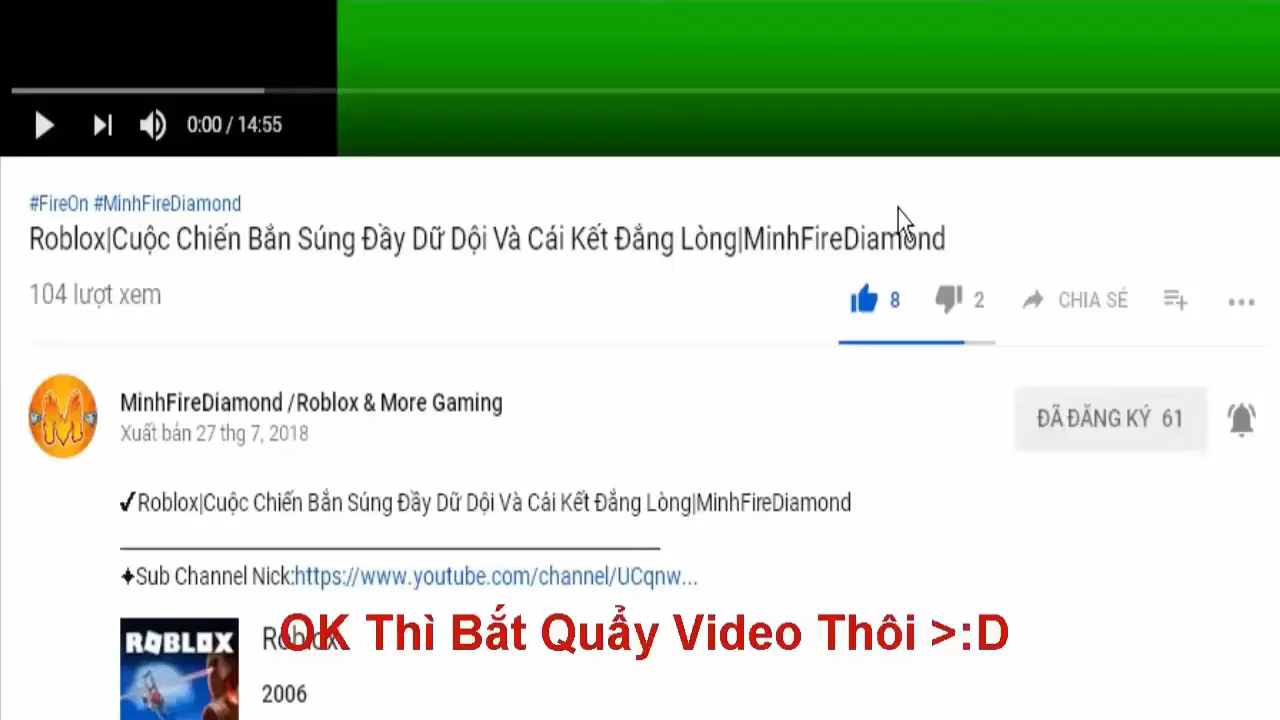 0:00 / 14:55
#FireOn #MinhFireDiamond
Roblox|Cuộc Chiến Bắn Súng Đầy Dữ Dội Và Cái Kết Đắng Lòng|MinhFireDiamond
104 lượt xem
8 2 CHIA SẺ
MinhFireDiamond /Roblox & More Gaming
Xuất bản 27 thg 7, 2018
ĐÃ ĐĂNG KÝ 61
✔Roblox|Cuộc Chiến Bắn Súng Đầy Dữ Dội Và Cái Kết Đắng Lòng|MinhFireDiamond
✦Sub Channel Nick:https://www.youtube.com/channel/UCqnw...
ROBLOX
Roblox
OK Thì Bắt Quẩy Video Thôi >:D
2006